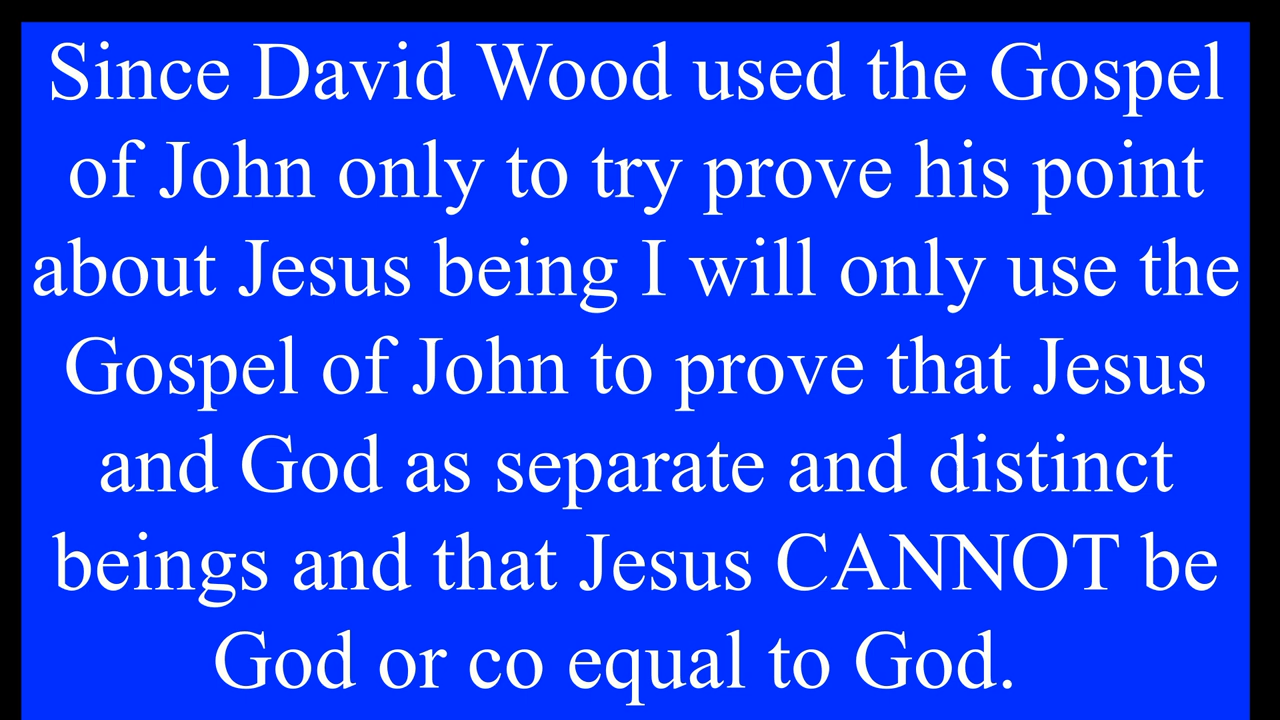 Since David Wood used the Gospel
of John only to try prove his point
about Jesus being I will only use the
Gospel of John to prove that Jesus
and God as separate and distinct
beings and that Jesus CANNOT be
God or co equal to God.